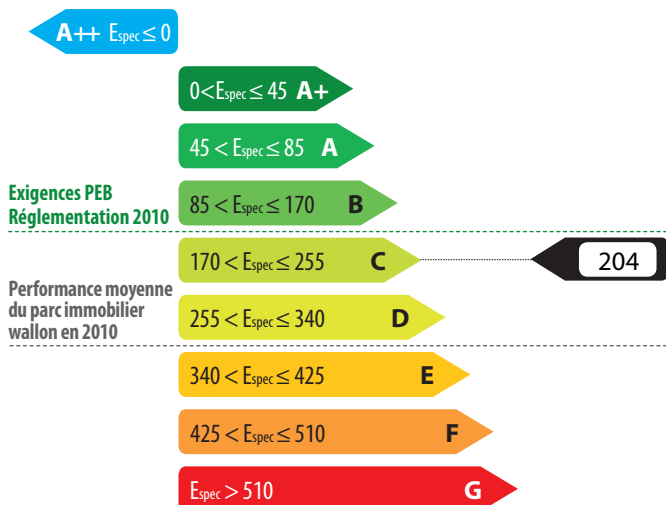 A++ Espec ≤ 0
0 < Espec ≤ 45 A+
45 < Espec ≤ 85 A
Exigences PEB
Réglementation 2010
85 < Espec ≤ 170 B
170 < Espec ≤ 255 C
204
Performance moyenne
du parc immobilier
wallon en 2010
255 < Espec ≤ 340 D
340 < Espec ≤ 425 E
425 < Espec ≤ 510 F
Espec > 510 G